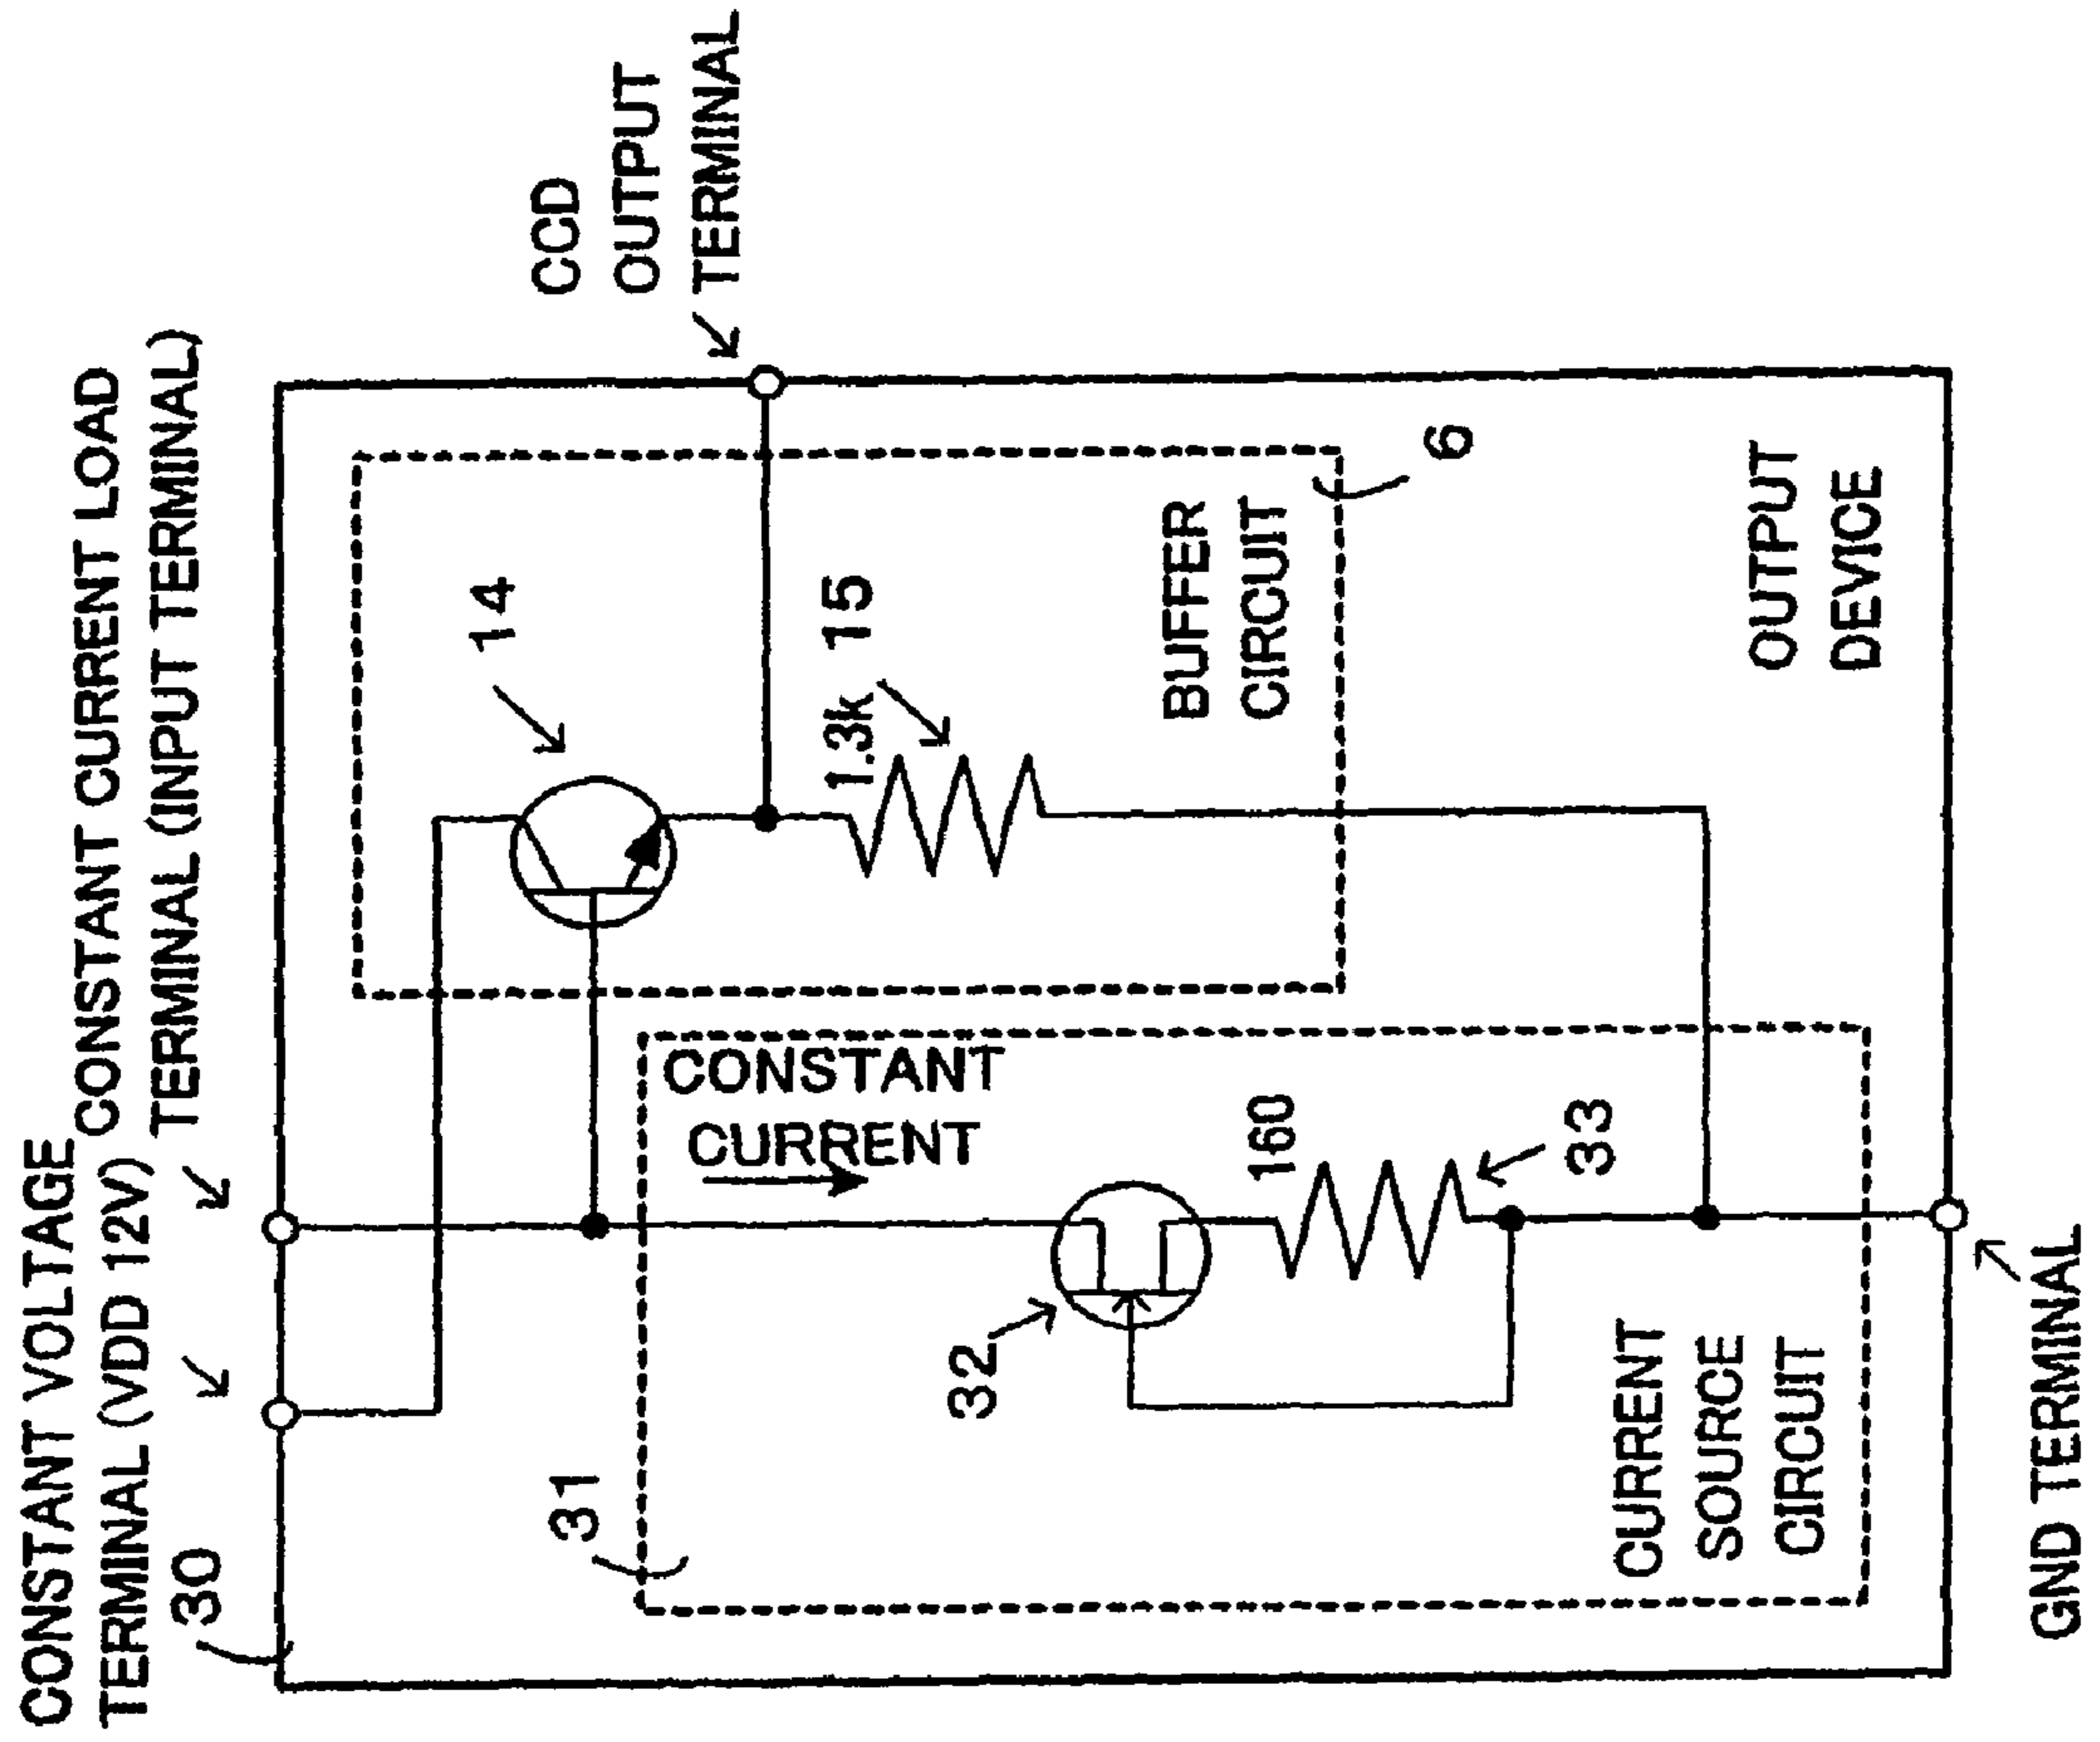 CONSTANT VOLTAGE
TERMINAL (VDD 12V)
CONSTANT CURRENT LOAD
TERMINAL (INPUT TERMINAL)
30
CCD
OUTPUT
TERMINAL
14
1.3k
15
BUFFER
CIRCUIT
6
31
CONSTANT
CURRENT
32
160
33
CURRENT
SOURCE
CIRCUIT
OUTPUT
DEVICE
GND TERMINAL